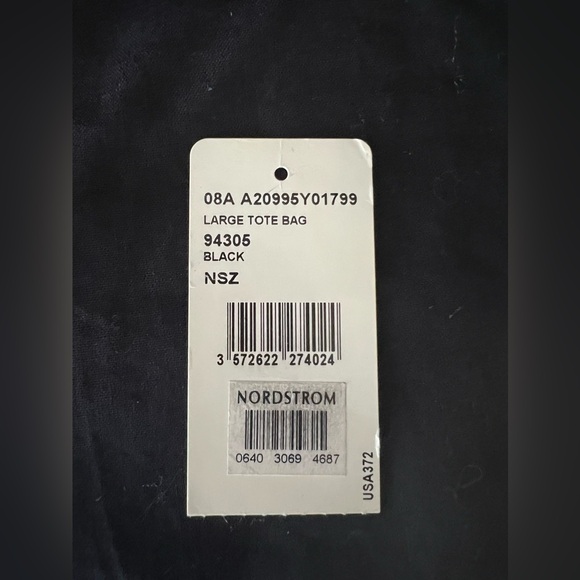 08A A20995Y01799
LARGE TOTE BAG
94305
BLACK
NSZ
3 572622 274024
NORDSTROM
0640 3069 4687
USA372